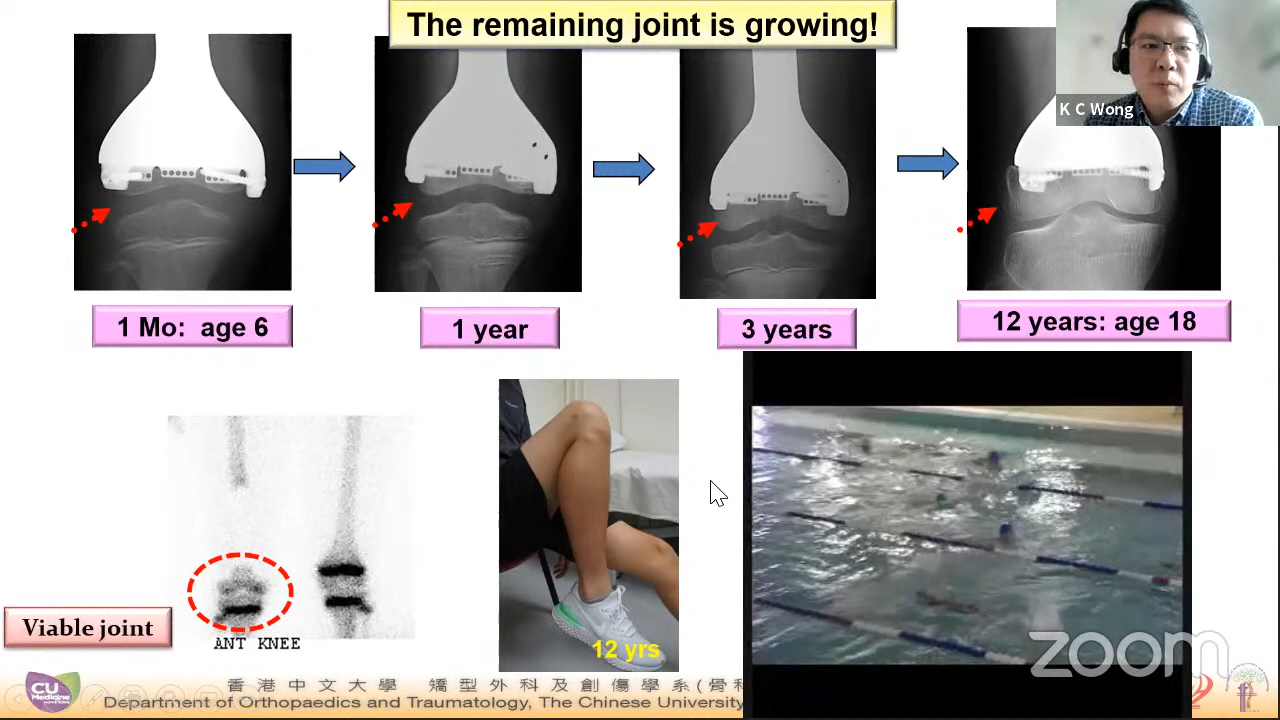 The remaining joint is growing!
K C Wong
1 Mo: age 6
1 year
3 years
12 years: age 18
Viable joint
ANT KNEE
12 yrs
zoom
CU
Medicine
香港中文大學 矯型外科及創傷學系(骨科
Department of Orthopaedics and Traumatology, The Chinese University